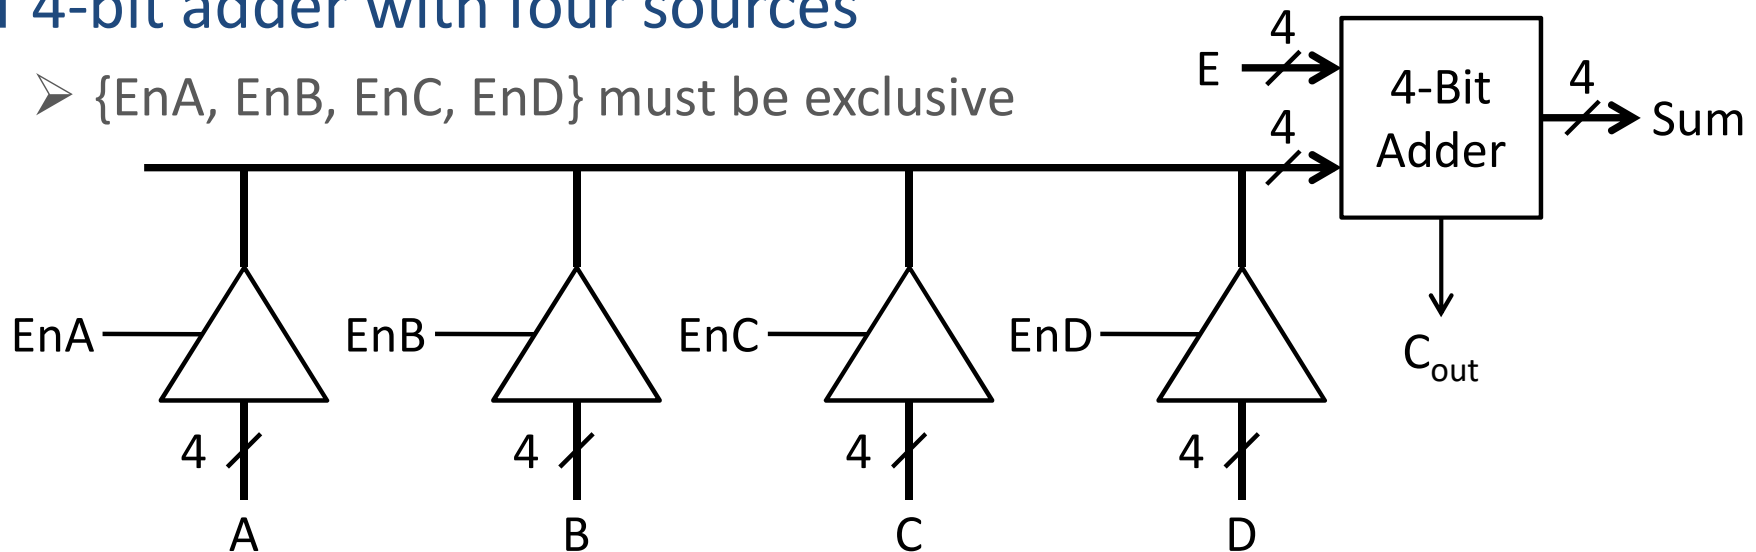 4-bit adder with four sources
{EnA, EnB, EnC, EnD} must be exclusive
E
4
4
4-Bit
Adder
4
Sum
C_out
EnA
EnB
EnC
EnD
4
4
4
4
A
B
C
D